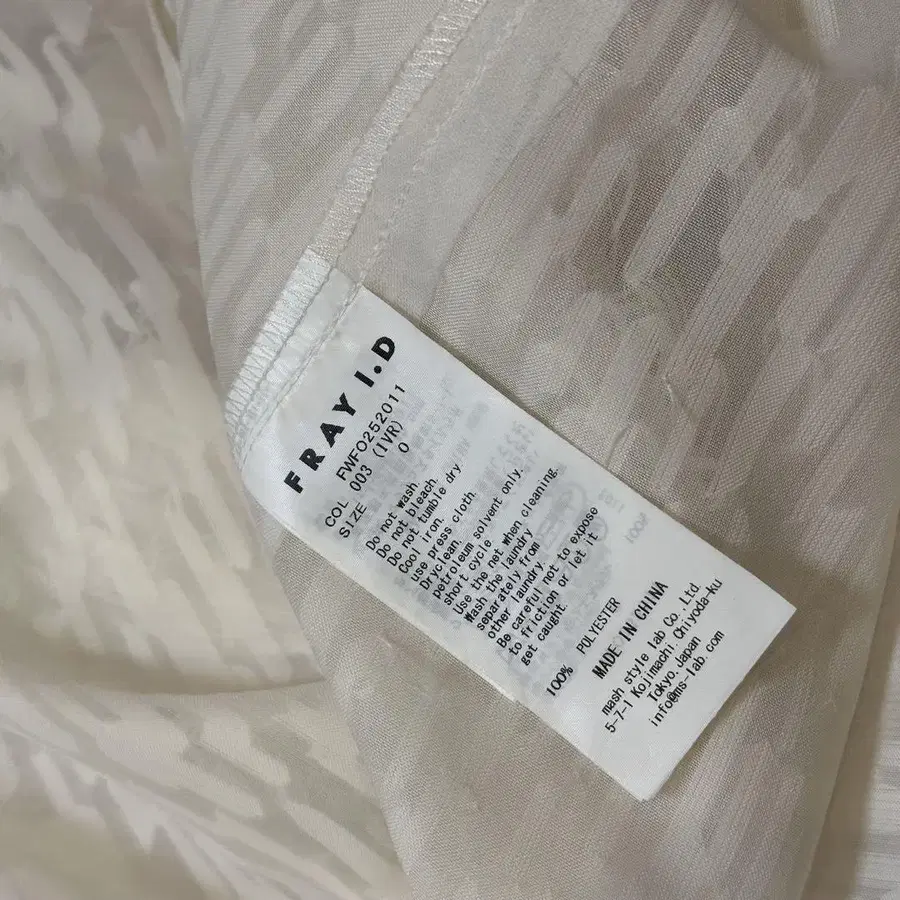 FRAY I.D
FWFO252011
COL 003 (IVR)
SIZE 0
Do not wash.
Do not bleach.
Do not tumble dry
Cool iron.
use press cloth.
Dryclean.
petroleum solvent only.
short cycle
Use the net when cleaning.
Wash the laundry
separately from
other laundry.
Be careful not to expose
to friction or let it
get caught.
100% POLYESTER
MADE IN CHINA
mash style lab Co.,Ltd.
5-7-1 Kojimachi Chiyoda-ku
Tokyo.Japan
info@ms-lab.com